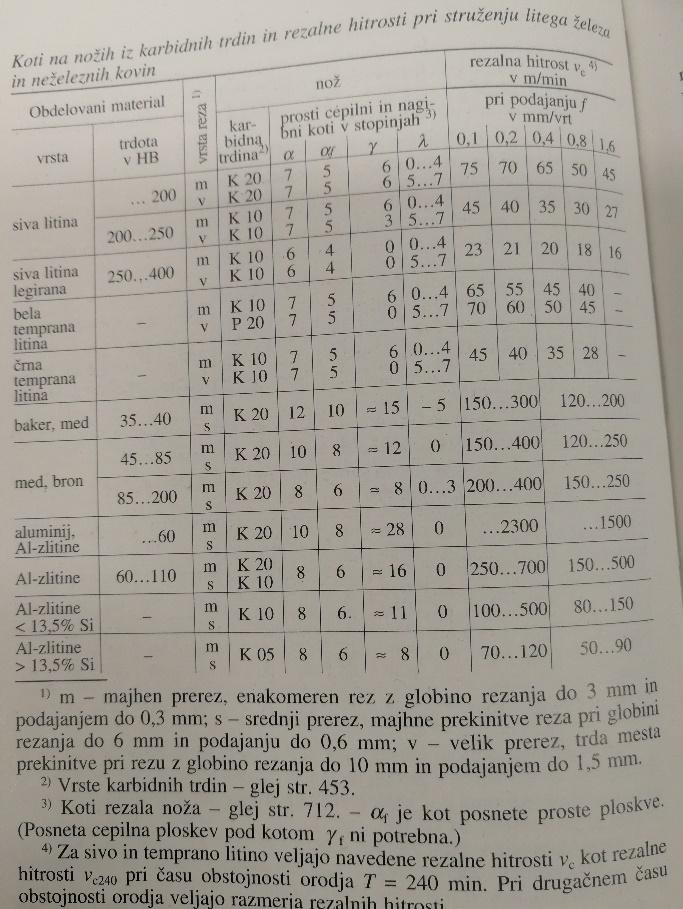 Koti na nožih iz karbidnih trdin in rezalne hitrosti pri struženju litega železa
in neželeznih kovin
Obdelovani material
vrsta
trdota
v HB
vrsta reza 1)
nož
kar-
bidna
trdina2)
prosti cepilni in nagi-
bni koti v stopinjah 3)
α αf γ λ
rezalna hitrost vc 4)
v m/min
pri podajanju f
v mm/vrt
0,1 0,2 0,4 0,8 1,6
siva litina
... 200 m K 20 7 5 6 0...4 75 70 65 50 45
v K 20 7 5 6 5...7
200...250 m K 10 7 5 6 0...4 45 40 35 30 27
v K 10 7 5 3 5...7
siva litina
legirana
250...400 m K 10 6 4 0 0...4 23 21 20 18 16
v K 10 6 4 0 5...7
bela
temprana
litina
– m K 10 7 5 6 0...4 65 55 45 40 –
v P 20 7 5 0 5...7 70 60 50 45 –
črna
temprana
litina
– m K 10 7 5 6 0...4 45 40 35 28 –
v K 10 7 5 0 5...7
baker, med 35...40 m s K 20 12 10 ≈ 15 – 5 150...300 120...200
med, bron
45...85 m s K 20 10 8 ≈ 12 0 150...400 120...250
85...200 m s K 20 8 6 ≈ 8 0...3 200...400 150...250
aluminij,
Al-zlitine
...60 m s K 20 10 8 ≈ 28 0 ...2300 ...1500
Al-zlitine 60...110 m K 20 8 6 ≈ 16 0 250...700 150...500
s K 10
Al-zlitine
< 13,5% Si
– m s K 10 8 6. ≈ 11 0 100...500 80...150
Al-zlitine
> 13,5% Si
– m s K 05 8 6 ≈ 8 0 70...120 50...90
1) m – majhen prerez, enakomeren rez z globino rezanja do 3 mm in
podajanjem do 0,3 mm; s – srednji prerez, majhne prekinitve reza pri globini
rezanja do 6 mm in podajanju do 0,6 mm; v – velik prerez, trda mesta
prekinitve pri rezu z globino rezanja do 10 mm in podajanjem do 1,5 mm.
2) Vrste karbidnih trdin – glej str. 453.
3) Koti rezala noža – glej str. 712. – αf je kot posnete proste ploskve.
(Posneta cepilna ploskev pod kotom γf ni potrebna.)
4) Za sivo in temprano litino veljajo navedene rezalne hitrosti vc kot rezalne
hitrosti vc240 pri času obstojnosti orodja T = 240 min. Pri drugačnem času
obstojnosti orodja veljajo razmerja rezalnih hitrosti